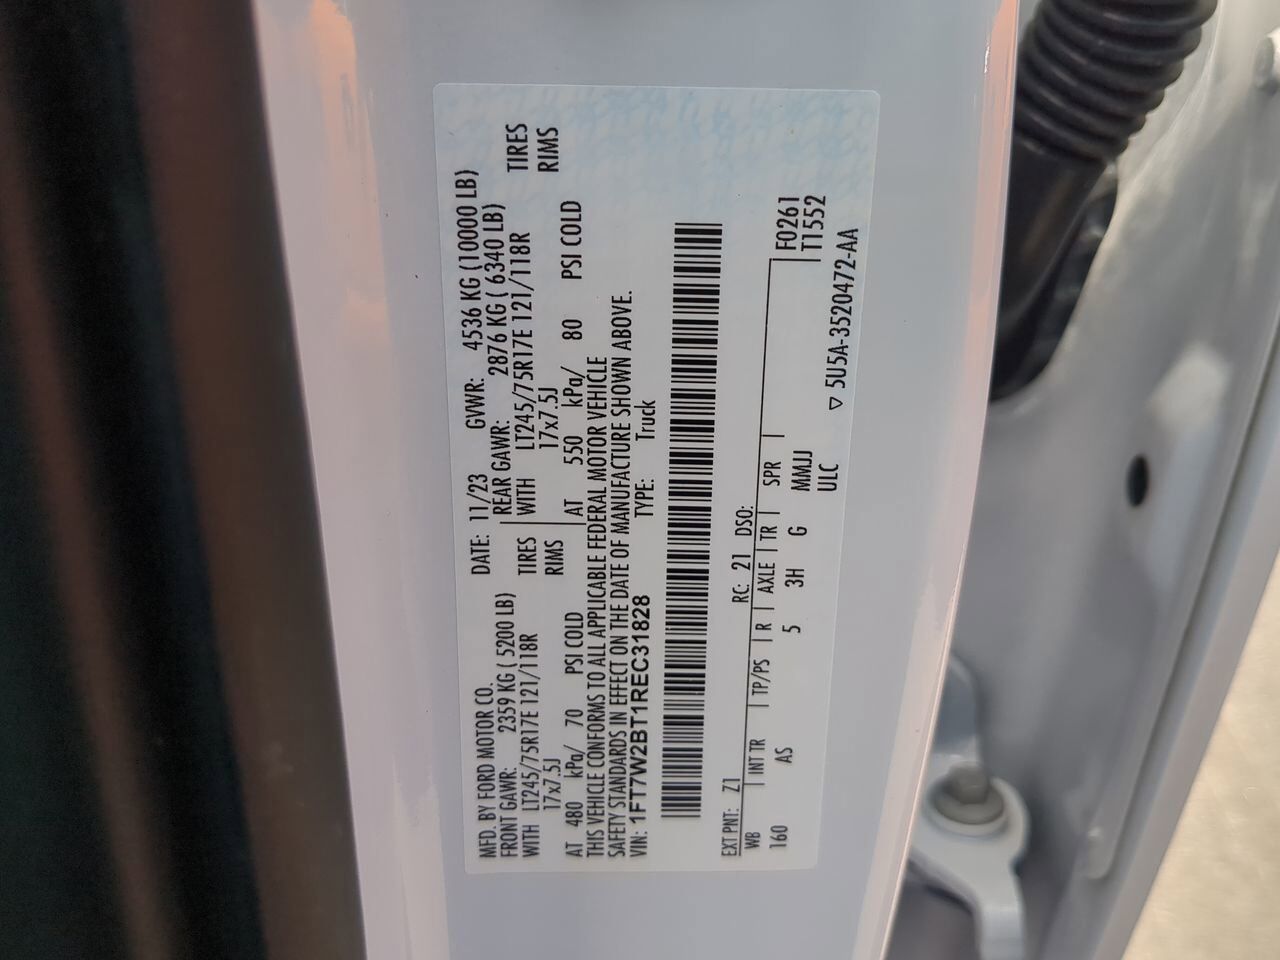 MFD. BY FORD MOTOR CO.
DATE: 11/23 GVWR: 4536 KG (10000 LB)
FRONT GAWR: 2359 KG ( 5200 LB) REAR GAWR: 2876 KG ( 6340 LB)
WITH LT245/75R17E 121/118R TIRES WITH LT245/75R17E 121/118R TIRES
17x7.5J RIMS 17x7.5J RIMS
AT 480 kPa/ 70 PSI COLD AT 550 kPa/ 80 PSI COLD
THIS VEHICLE CONFORMS TO ALL APPLICABLE FEDERAL MOTOR VEHICLE
SAFETY STANDARDS IN EFFECT ON THE DATE OF MANUFACTURE SHOWN ABOVE.
VIN: 1FT7W2BT1REC31828 TYPE: Truck
EXT PNT: Z1 RC: 21 DSO:
WB INT TR TP/PS R AXLE TR SPR F0261
160 AS 5 3H G MMJJ T1552
ULC
▽ 5U5A-3520472-AA